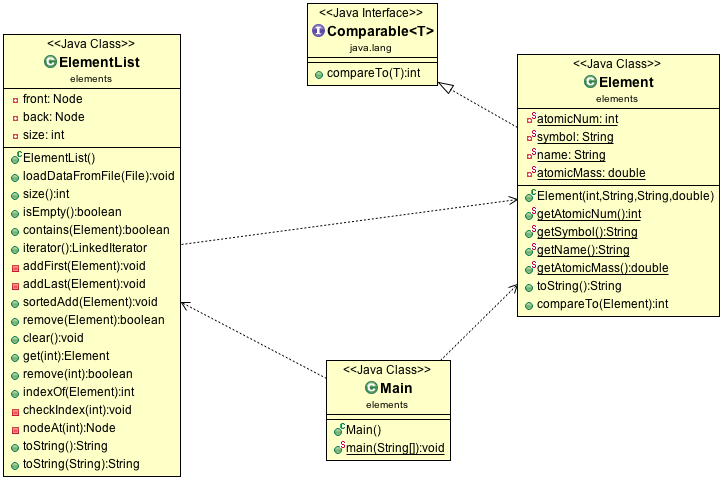 <<Java Class>>
ElementList
elements
front: Node
back: Node
size: int
ElementList()
loadDataFromFile(File):void
size():int
isEmpty():boolean
contains(Element):boolean
iterator():LinkedIterator
addFirst(Element):void
addLast(Element):void
sortedAdd(Element):void
remove(Element):boolean
clear():void
get(int):Element
remove(int):boolean
indexOf(Element):int
checkIndex(int):void
nodeAt(int):Node
toString():String
toString(String):String
<<Java Interface>>
Comparable<T>
java.lang
compareTo(T):int
<<Java Class>>
Element
elements
atomicNum: int
symbol: String
name: String
atomicMass: double
Element(int,String,String,double)
getAtomicNum():int
getSymbol():String
getName():String
getAtomicMass():double
toString():String
compareTo(Element):int
<<Java Class>>
Main
elements
Main()
main(String[]):void